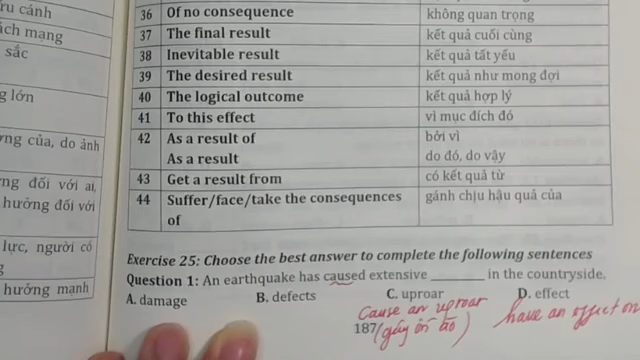 ru cánh
ách mạng
sắc
g lớn
ởng của, do ảnh
ng đối với ai,
hưởng đối với
lực, người có
g
hưởng mạnh
36 Of no consequence không quan trọng
37 The final result kết quả cuối cùng
38 Inevitable result kết quả tất yếu
39 The desired result kết quả như mong đợi
40 The logical outcome kết quả hợp lý
41 To this effect vì mục đích đó
42 As a result of bởi vì
As a result do đó, do vậy
43 Get a result from có kết quả từ
44 Suffer/face/take the consequences gánh chịu hậu quả của
of
Exercise 25: Choose the best answer to complete the following sentences
Question 1: An earthquake has caused extensive ________ in the countryside.
A. damage B. defects C. uproar D. effect
Cause an uproar have an effect on
187 (gây ồn ào)